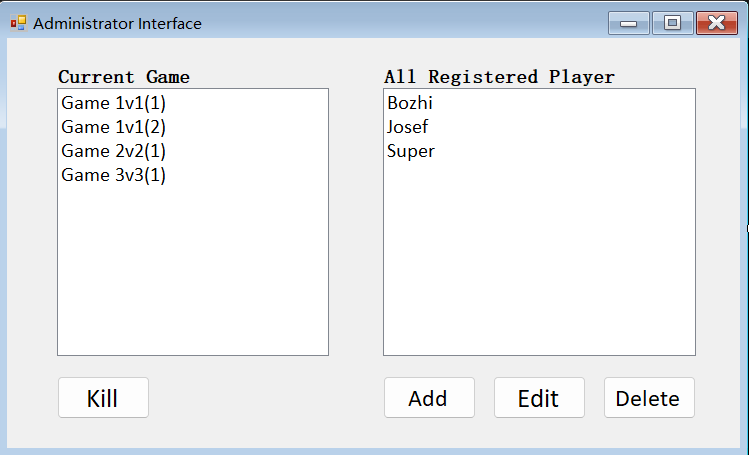 Administrator Interface
Current Game
Game 1v1(1)
Game 1v1(2)
Game 2v2(1)
Game 3v3(1)
Kill
All Registered Player
Bozhi
Josef
Super
Add
Edit
Delete